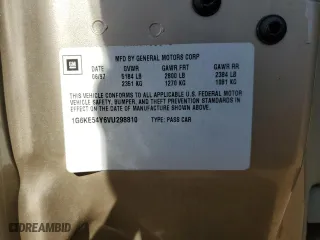 GM
MFD BY GENERAL MOTORS CORP
DATE GVWR GAWR FRT GAWR RR
06/97 5184 LB 2800 LB 2384 LB
2351 KG 1270 KG 1081 KG
THIS VEHICLE CONFORMS TO ALL APPLICABLE U.S. FEDERAL MOTOR
VEHICLE SAFETY, BUMPER, AND THEFT PREVENTION STANDARDS IN
EFFECT ON THE DATE OF MANUFACTURE SHOWN ABOVE.
1G6KE54Y6VU298810 TYPE: PASS CAR